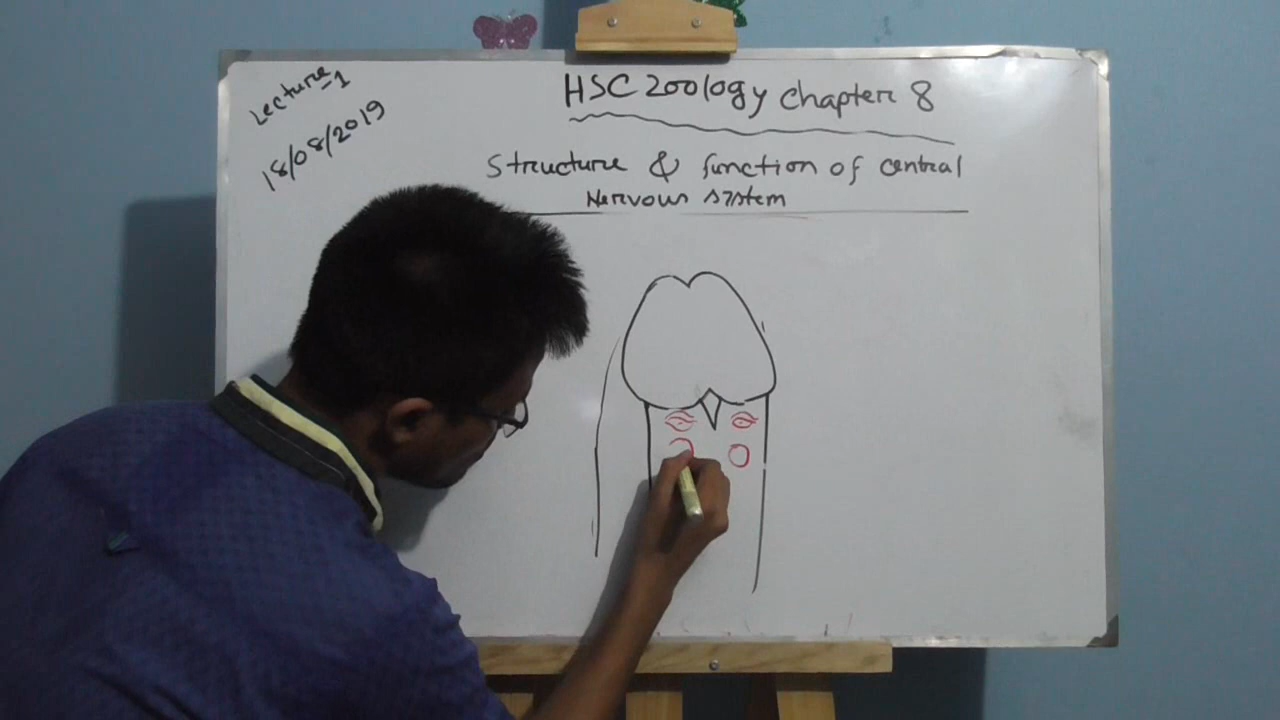 Lecture-1
18/08/2019
HSC Zoology chapter 8
Structure & function of central
Nervous system